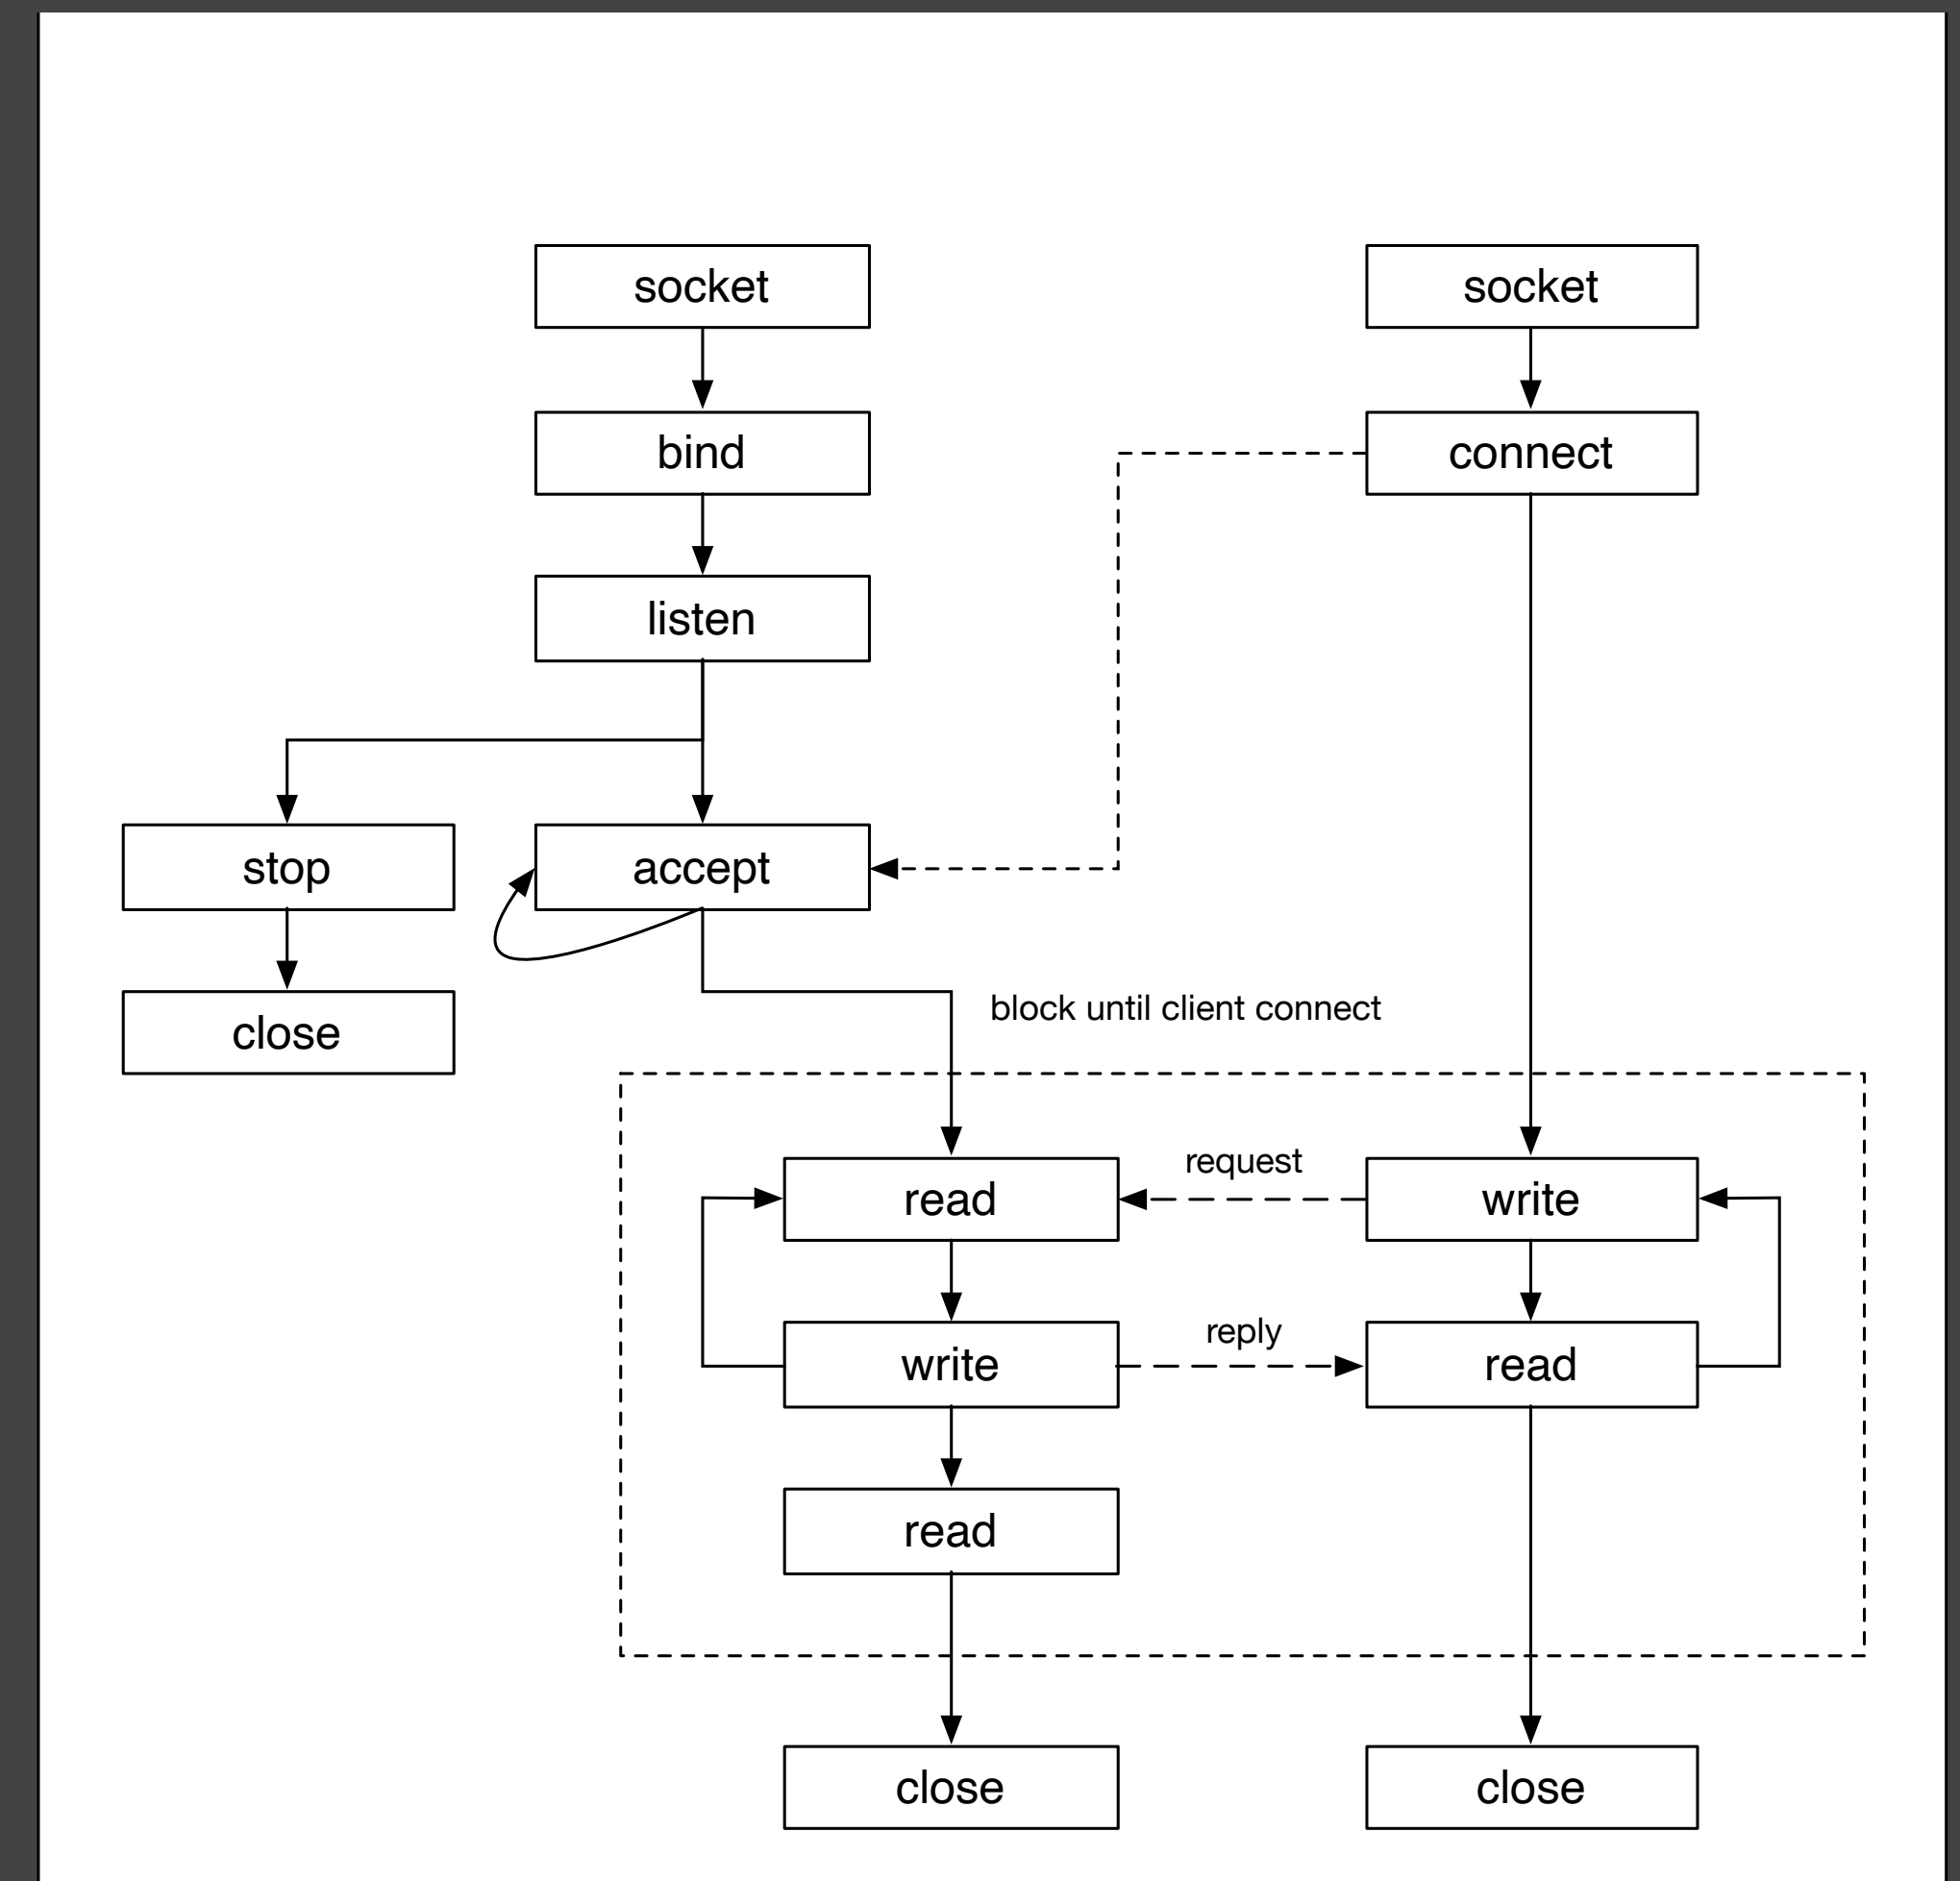 socket
socket
bind
connect
listen
stop
accept
close
block until client connect
read
request
write
write
reply
read
read
close
close